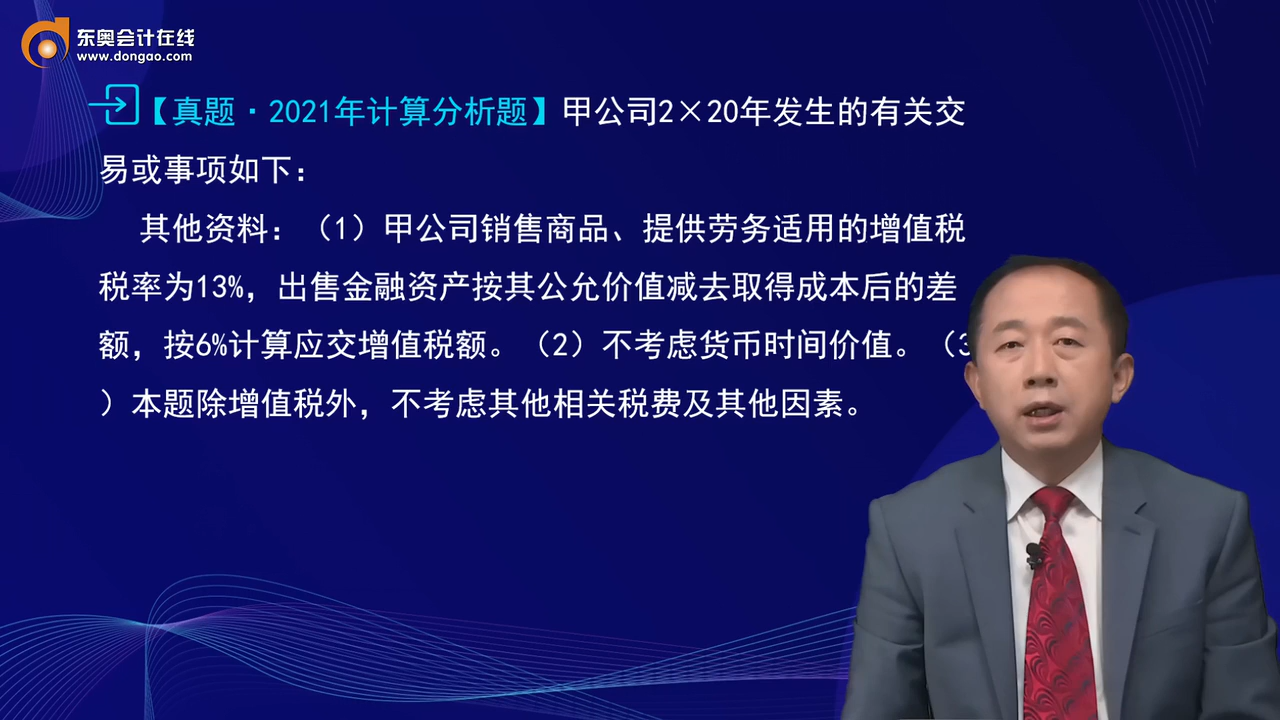 东奥会计在线
www.dongao.com
【真题·2021年计算分析题】甲公司2×20年发生的有关交
易或事项如下：
其他资料：（1）甲公司销售商品、提供劳务适用的增值税
税率为13%，出售金融资产按其公允价值减去取得成本后的差
额，按6%计算应交增值税额。（2）不考虑货币时间价值。（3
）本题除增值税外，不考虑其他相关税费及其他因素。